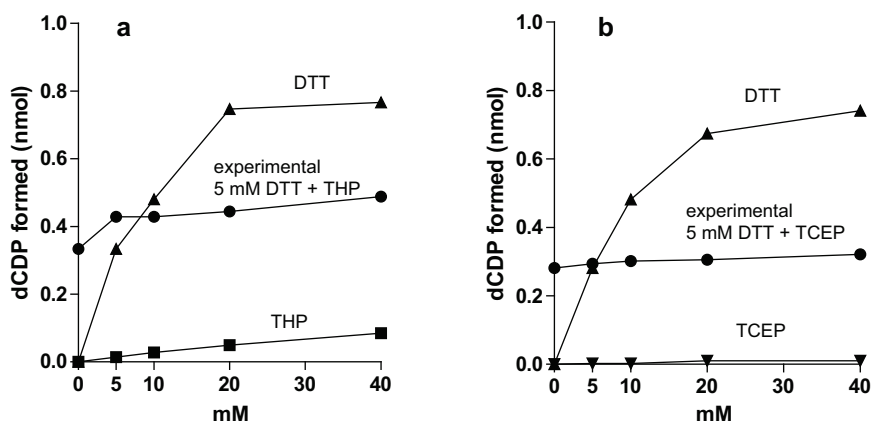 a
dCDP formed (nmol)
1.0
0.8
0.6
0.4
0.2
0.0
DTT
experimental
5 mM DTT + THP
THP
0 5 10 20 30 40
mM
b
dCDP formed (nmol)
1.0
0.8
0.6
0.4
0.2
0.0
DTT
experimental
5 mM DTT + TCEP
TCEP
0 5 10 20 30 40
mM